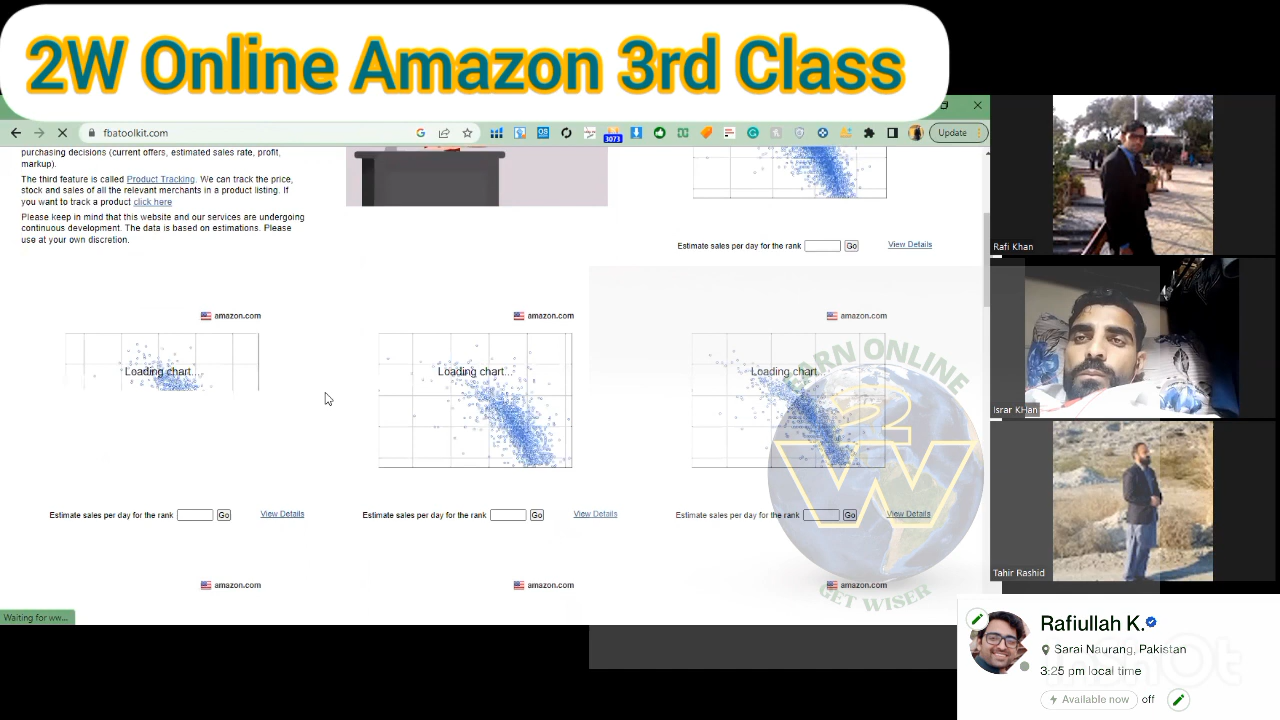 2W Online Amazon 3rd Class
fbatoolkit.com
3073
Update
purchasing decisions (current offers, estimated sales rate, profit,
markup).
The third feature is called Product Tracking. We can track the price,
stock and sales of all the relevant merchants in a product listing. If
you want to track a product click here
Please keep in mind that this website and our services are undergoing
continuous development. The data is based on estimations. Please
use at your own discretion.
Estimate sales per day for the rank Go View Details
amazon.com
amazon.com
amazon.com
Loading chart...
Loading chart...
Loading chart...
Estimate sales per day for the rank Go View Details
Estimate sales per day for the rank Go View Details
Estimate sales per day for the rank Go View Details
amazon.com
amazon.com
amazon.com
Waiting for ww...
EARN ONLINE
2W
GET WISER
Rafi Khan
Israr KHan
Tahir Rashid
Rafiullah K.
Sarai Naurang, Pakistan
3:25 pm local time
Available now off